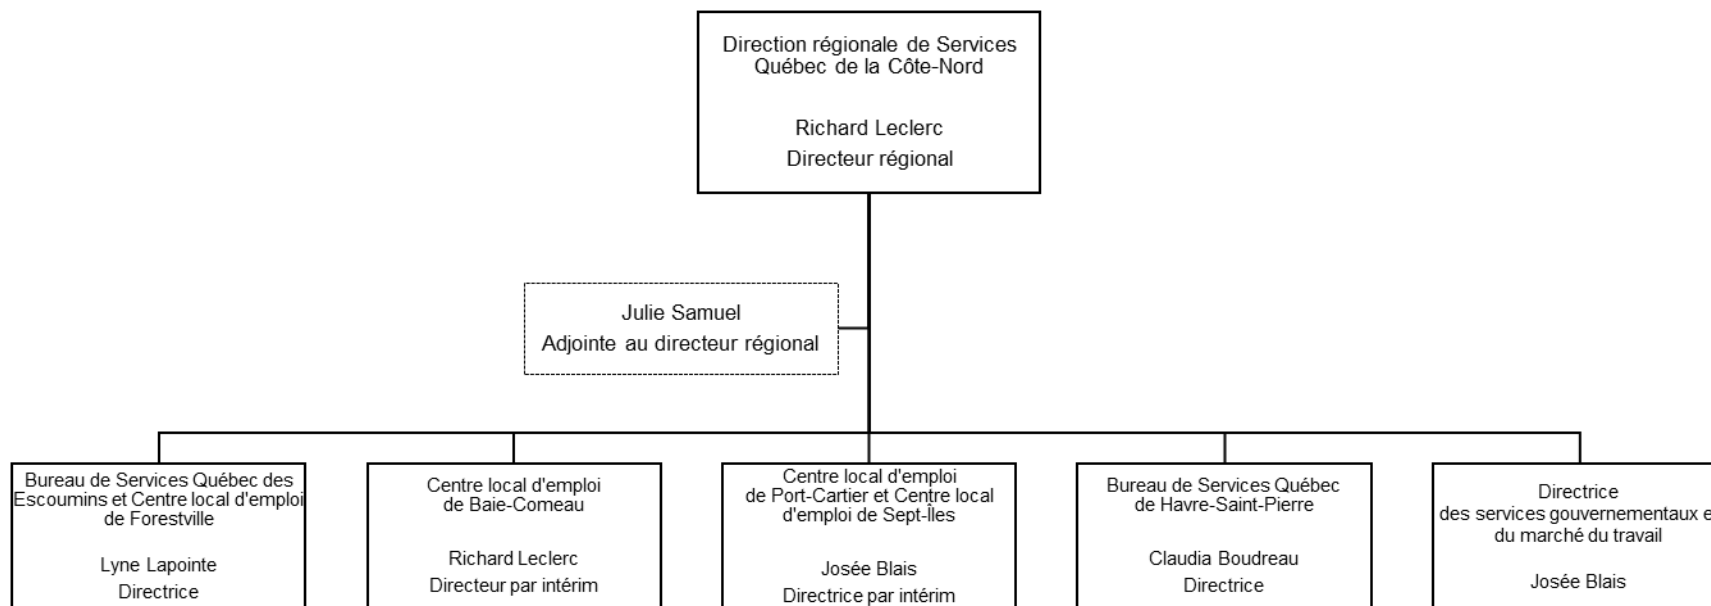 Direction régionale de Services
Québec de la Côte-Nord
Richard Leclerc
Directeur régional
Julie Samuel
Adjointe au directeur régional
Bureau de Services Québec des
Escoumins et Centre local d'emploi
de Forestville
Lyne Lapointe
Directrice
Centre local d'emploi
de Baie-Comeau
Richard Leclerc
Directeur par intérim
Centre local d'emploi
de Port-Cartier et Centre local
d'emploi de Sept-Îles
Josée Blais
Directrice par intérim
Bureau de Services Québec
de Havre-Saint-Pierre
Claudia Boudreau
Directrice
Directrice
des services gouvernementaux e
du marché du travail
Josée Blais